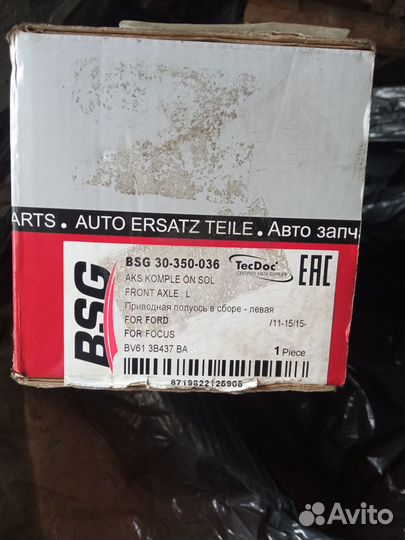 ARTS. AUTO ERSATZ TEILE. Авто запч
BSG
BSG 30-350-036
TecDoc
CERTIFIED DATA SUPPLIER
EAC
AKS KOMPLE ÖN SOL
FRONT AXLE : L
Приводная полуось в сборе - левая
FOR FORD /11-15/15-
FOR FOCUS
BV61 3B437 BA 1 Piece
8719822125908
Avito